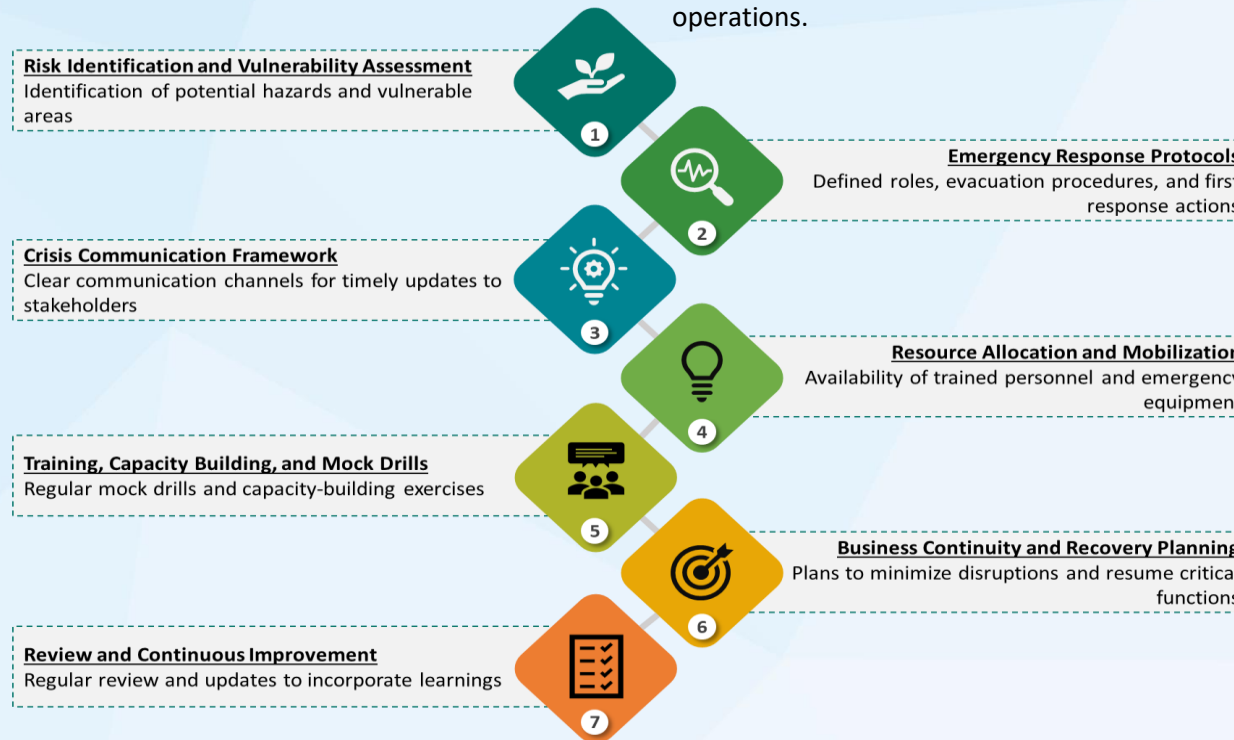 operations.
Risk Identification and Vulnerability Assessment
Identification of potential hazards and vulnerable
areas
1
Emergency Response Protocols
Defined roles, evacuation procedures, and first
response actions
2
Crisis Communication Framework
Clear communication channels for timely updates to
stakeholders
3
Resource Allocation and Mobilization
Availability of trained personnel and emergency
equipment
4
Training, Capacity Building, and Mock Drills
Regular mock drills and capacity-building exercises
5
Business Continuity and Recovery Planning
Plans to minimize disruptions and resume critical
functions
6
Review and Continuous Improvement
Regular review and updates to incorporate learnings
7